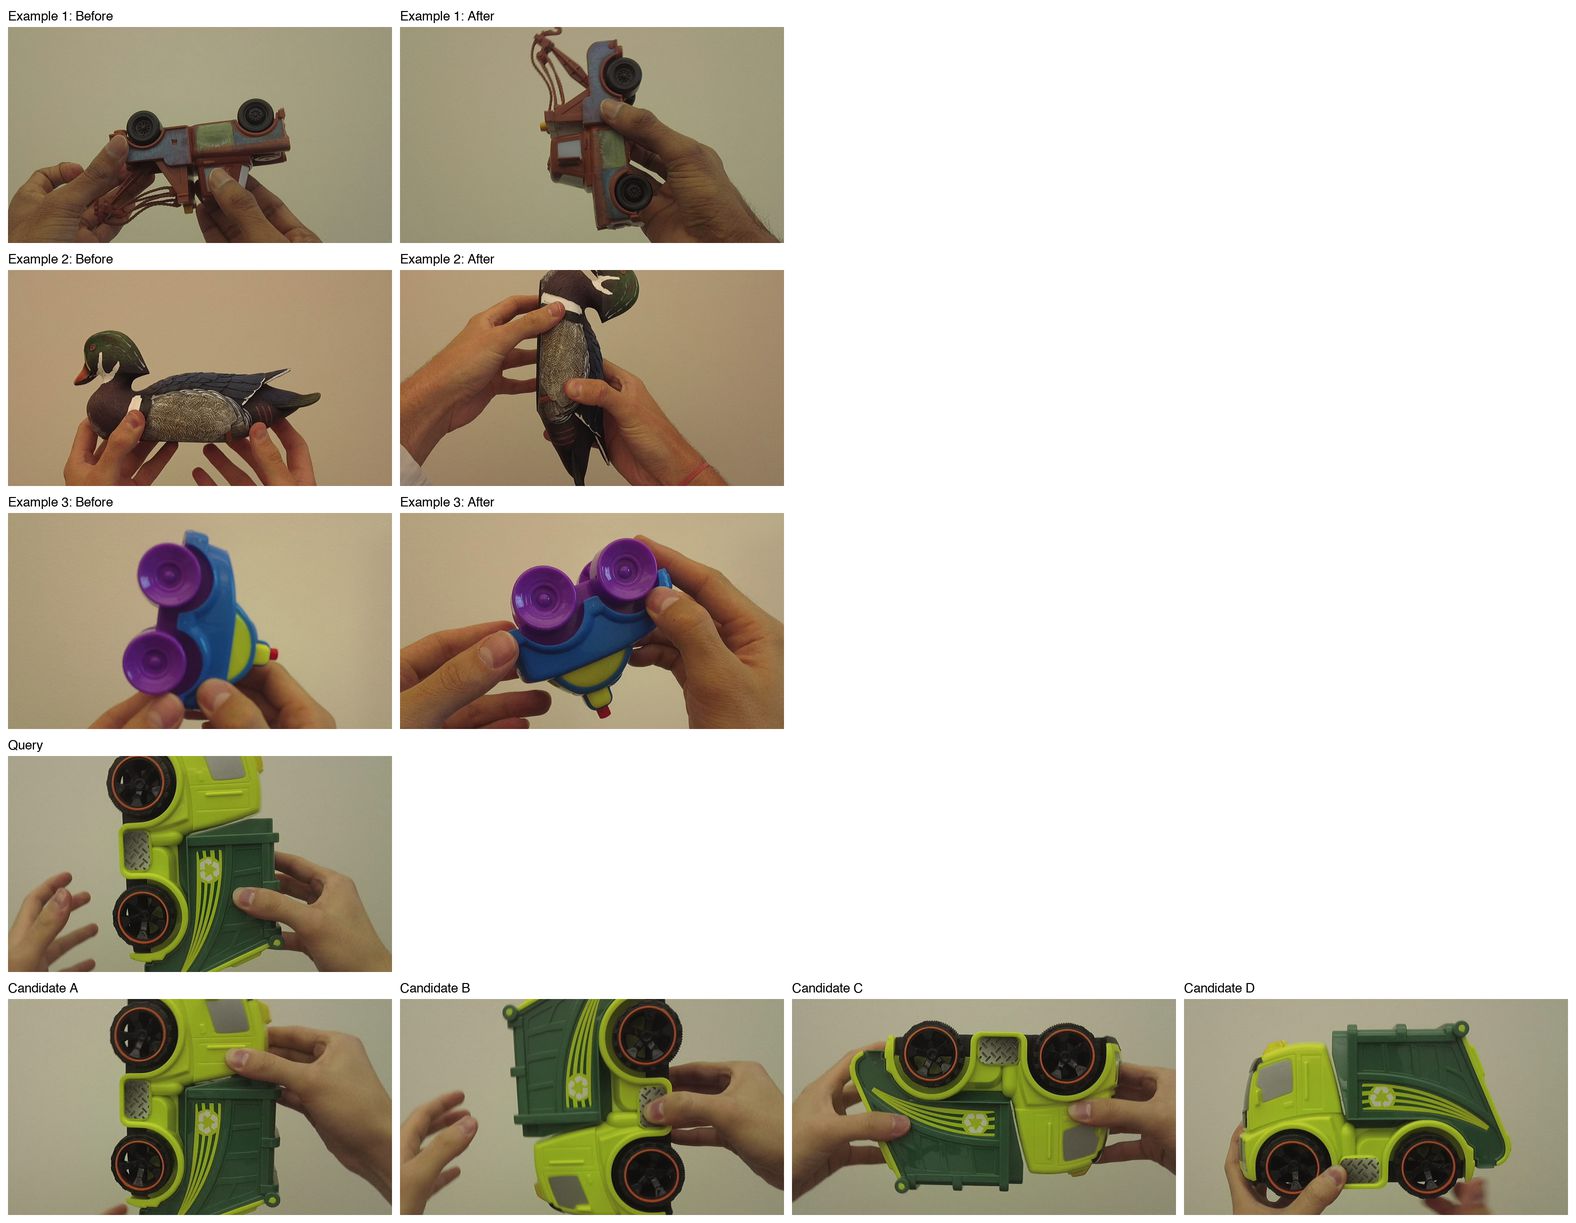 Example 1: Before
Example 1: After
Example 2: Before
Example 2: After
Example 3: Before
Example 3: After
Query
Candidate A
Candidate B
Candidate C
Candidate D